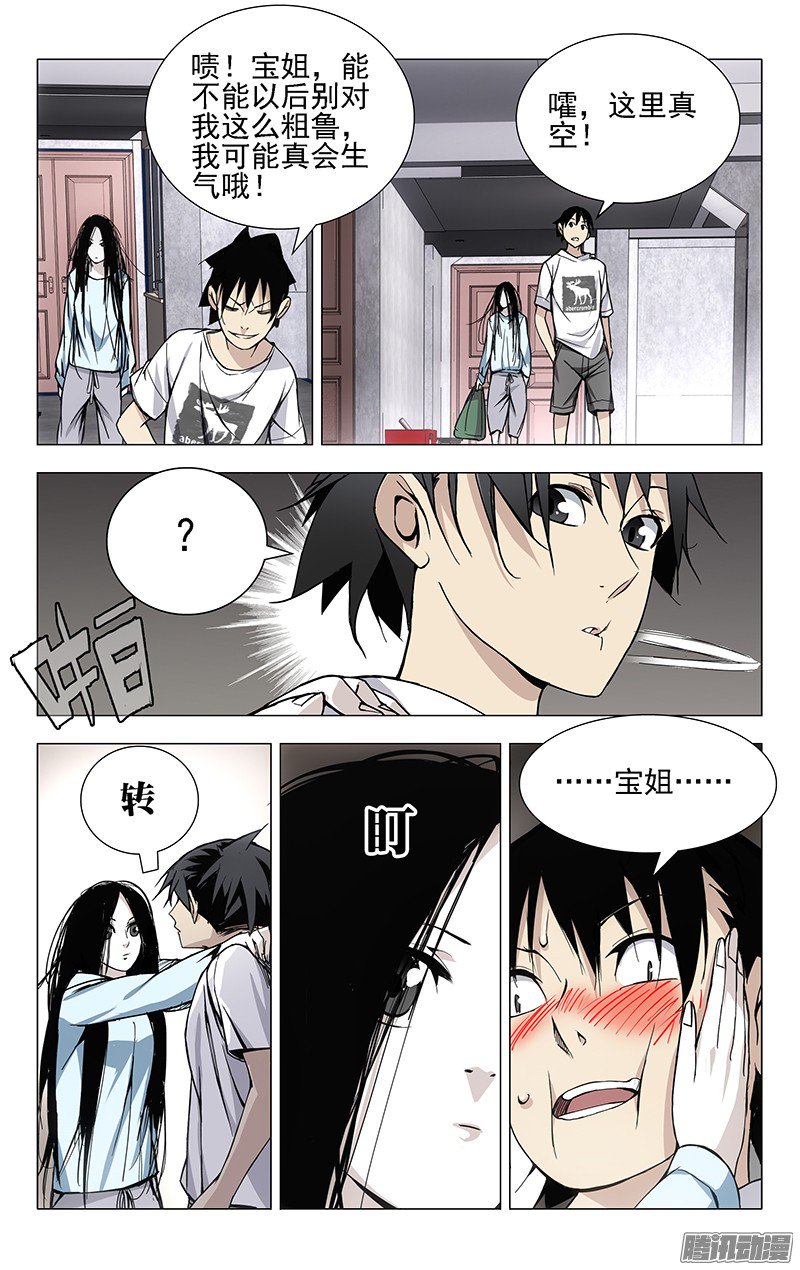 啧！宝姐，能
不能以后别对
我这么粗鲁，
我可能真会生
气哦！
嚯，这里真
空！
abercrombie
？
啪
转
盯
……宝姐……
腾讯动漫